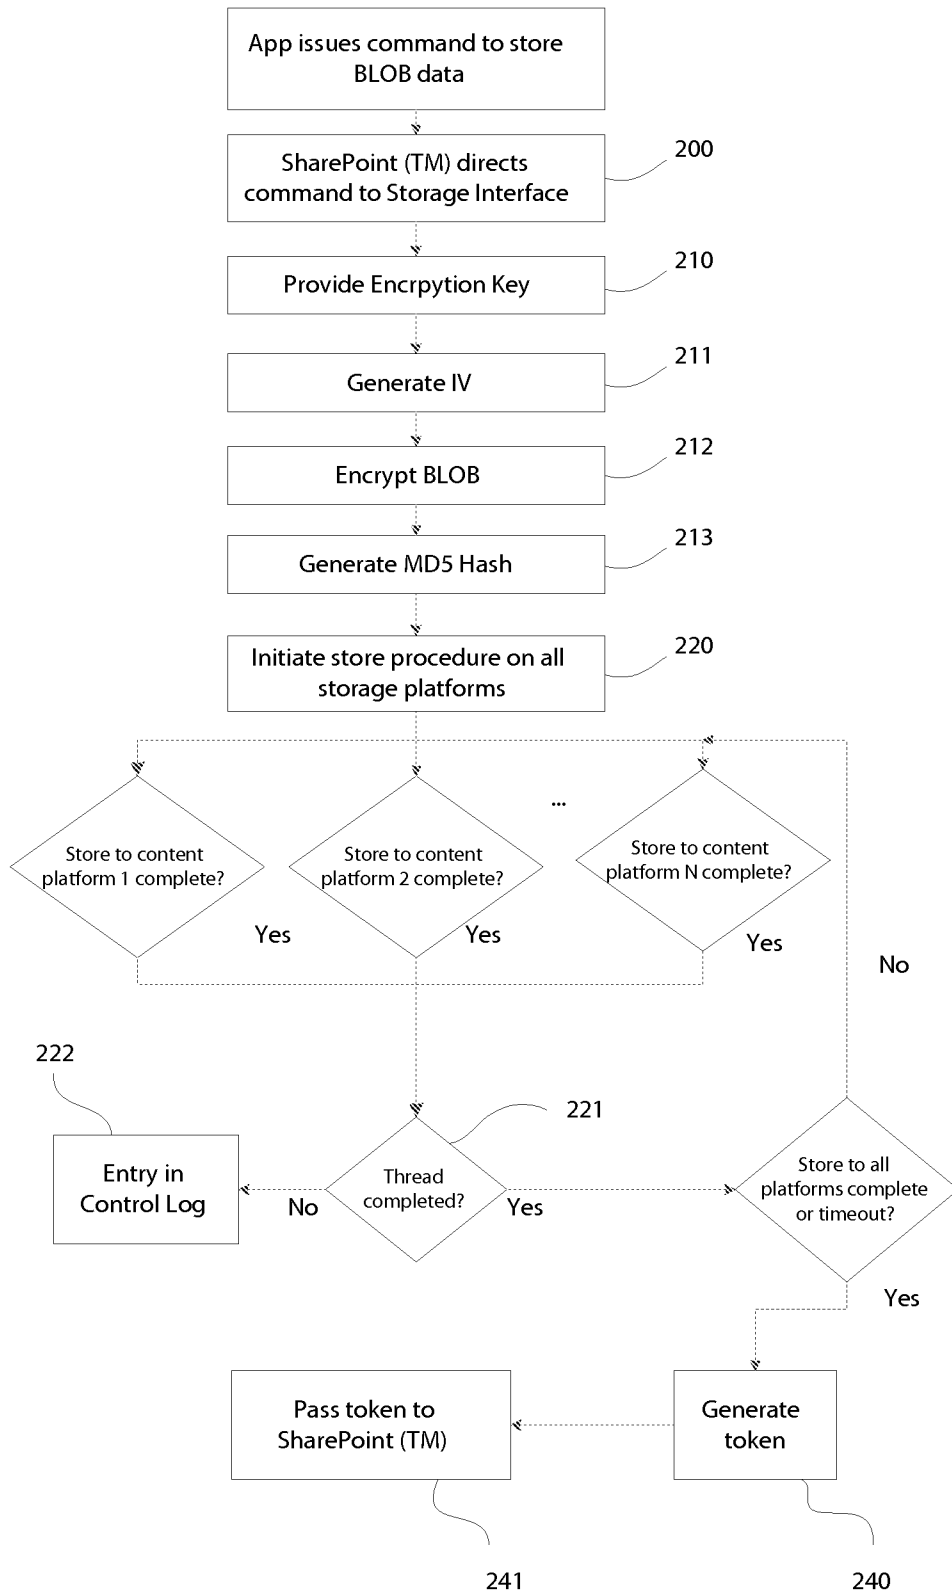 App issues command to store
BLOB data
SharePoint (TM) directs
command to Storage Interface
200
Provide Encrpytion Key
210
Generate IV
211
Encrypt BLOB
212
Generate MD5 Hash
213
Initiate store procedure on all
storage platforms
220
Store to content
platform 1 complete?
Yes
Store to content
platform 2 complete?
Yes
...
Store to content
platform N complete?
Yes
No
222
Entry in
Control Log
No
221
Thread
completed?
Yes
Store to all
platforms complete
or timeout?
Yes
Pass token to
SharePoint (TM)
Generate
token
241
240